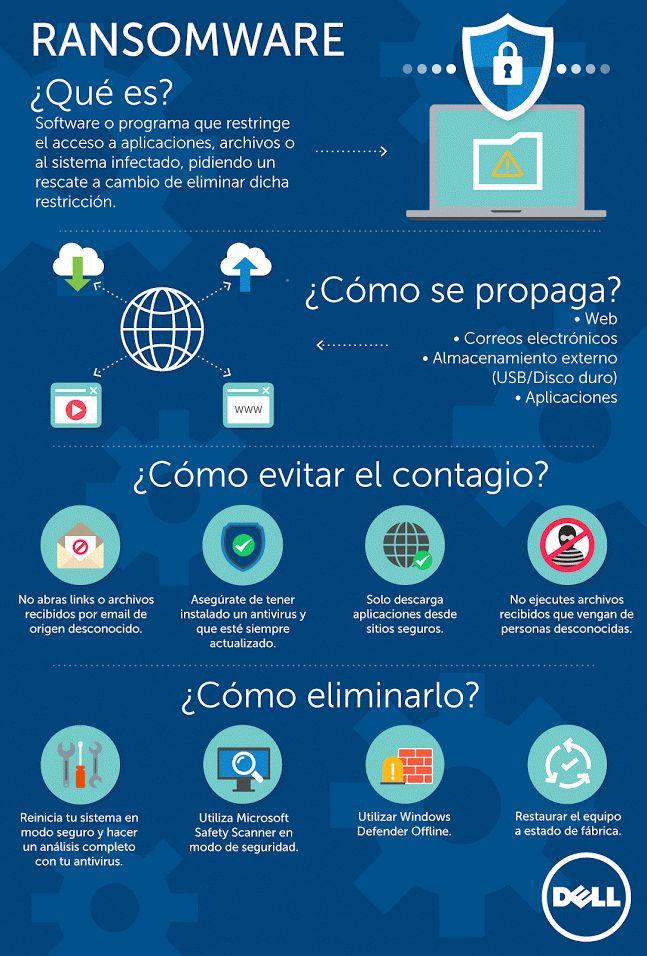 RANSOMWARE
¿Qué es?
Software o programa que restringe
el acceso a aplicaciones, archivos o
al sistema infectado, pidiendo un
rescate a cambio de eliminar dicha
restricción.
¿Cómo se propaga?
• Web
• Correos electrónicos
• Almacenamiento externo
(USB/Disco duro)
• Aplicaciones
www
¿Cómo evitar el contagio?
No abras links o archivos
recibidos por email de
origen desconocido.
Asegúrate de tener
instalado un antivirus y
que esté siempre
actualizado.
Solo descarga
aplicaciones desde
sitios seguros.
No ejecutes archivos
recibidos que vengan de
personas desconocidas.
¿Cómo eliminarlo?
Reinicia tu sistema en
modo seguro y hacer
un análisis completo
con tu antivirus.
Utiliza Microsoft
Safety Scanner en
modo de seguridad.
Utilizar Windows
Defender Offline.
Restaurar el equipo
a estado de fábrica.
DELL